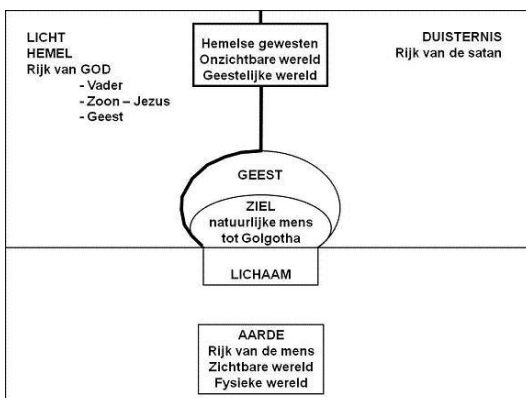 LICHT
HEMEL
Rijk van GOD
- Vader
- Zoon – Jezus
- Geest
Hemelse gewesten
Onzichtbare wereld
Geestelijke wereld
DUISTERNIS
Rijk van de satan
GEEST
ZIEL
natuurlijke mens
tot Golgotha
LICHAAM
AARDE
Rijk van de mens
Zichtbare wereld
Fysieke wereld